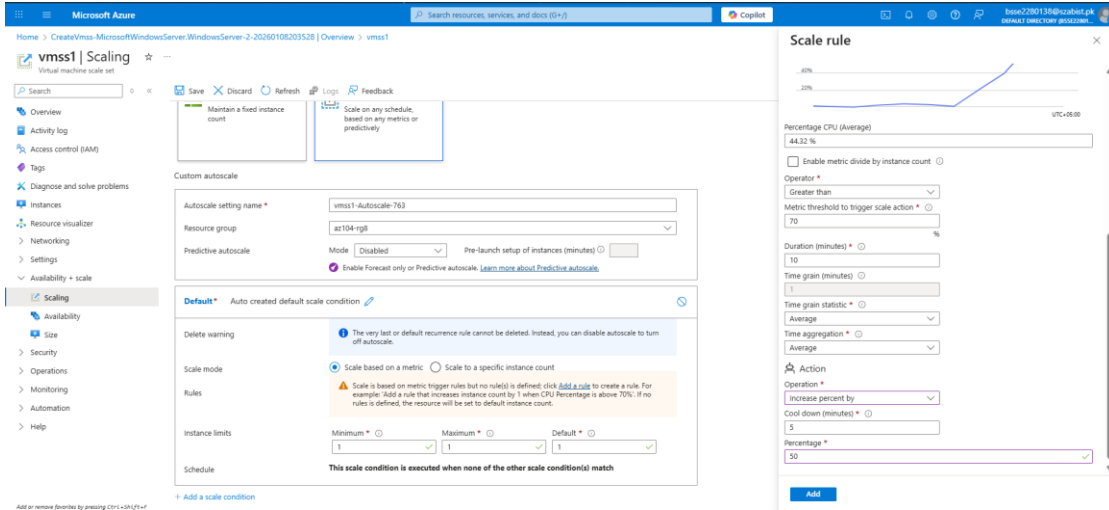 Microsoft Azure
Search resources, services, and docs (G+/)
Copilot
bsse2280138@szabist.pk
DEFAULT DIRECTORY (BSSE2280...
Home > CreateVmss-MicrosoftWindowsServer.WindowsServer-2-20260108203528 | Overview > vmss1
vmss1 | Scaling
Virtual machine scale set
Search
Overview
Activity log
Access control (IAM)
Tags
Diagnose and solve problems
Instances
Resource visualizer
Networking
Settings
Availability + scale
Scaling
Availability
Size
Security
Operations
Monitoring
Automation
Help
Add or remove favorites by pressing Ctrl+Shift+F
Save Discard Refresh Logs Feedback
Maintain a fixed instance
count
Scale on any schedule,
based on any metrics or
predictively
Custom autoscale
Autoscale setting name *
vmss1-Autoscale-763
Resource group
az104-rg8
Predictive autoscale
Mode Disabled
Pre-launch setup of instances (minutes)
Enable Forecast only or Predictive autoscale. Learn more about Predictive autoscale.
Default* Auto created default scale condition
Delete warning
The very last or default recurrence rule cannot be deleted. Instead, you can disable autoscale to turn
off autoscale.
Scale mode
Scale based on a metric Scale to a specific instance count
Rules
Scale is based on metric trigger rules but no rule(s) is defined; click Add a rule to create a rule. For
example: 'Add a rule that increases instance count by 1 when CPU Percentage is above 70%'. If no
rules is defined, the resource will be set to default instance count.
Instance limits
Minimum * Maximum * Default *
1 1 1
Schedule
This scale condition is executed when none of the other scale condition(s) match
+ Add a scale condition
Scale rule
40%
20%
UTC+05:00
Percentage CPU (Average)
44.32 %
Enable metric divide by instance count
Operator *
Greater than
Metric threshold to trigger scale action *
70
%
Duration (minutes) *
10
Time grain (minutes)
1
Time grain statistic *
Average
Time aggregation *
Average
Action
Operation *
Increase percent by
Cool down (minutes) *
5
Percentage *
50
Add